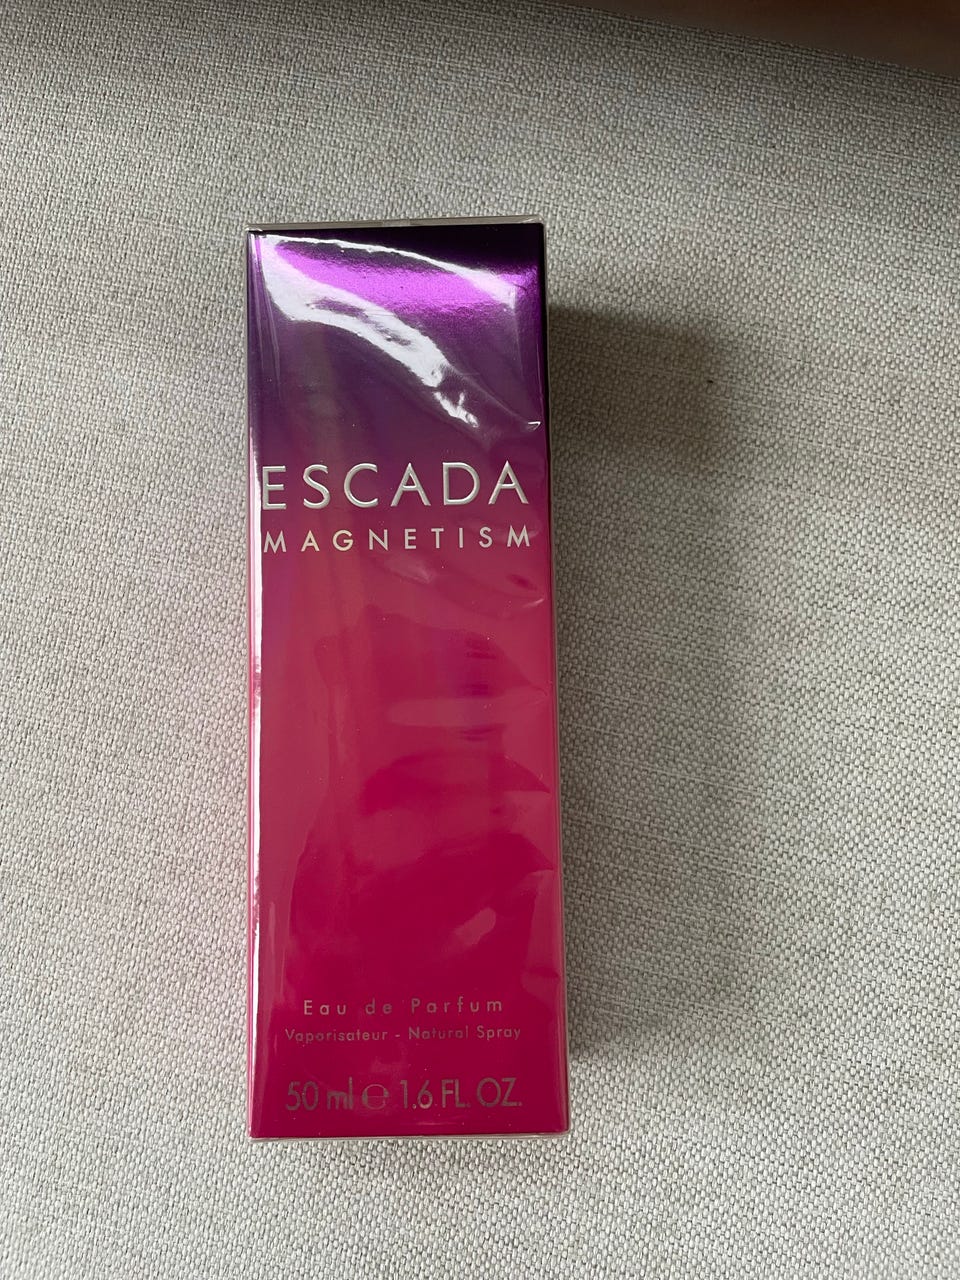 ESCADA
MAGNETISM
Eau de Parfum
Vaporisateur - Natural Spray
50 ml ℮ 1.6 FL. OZ.